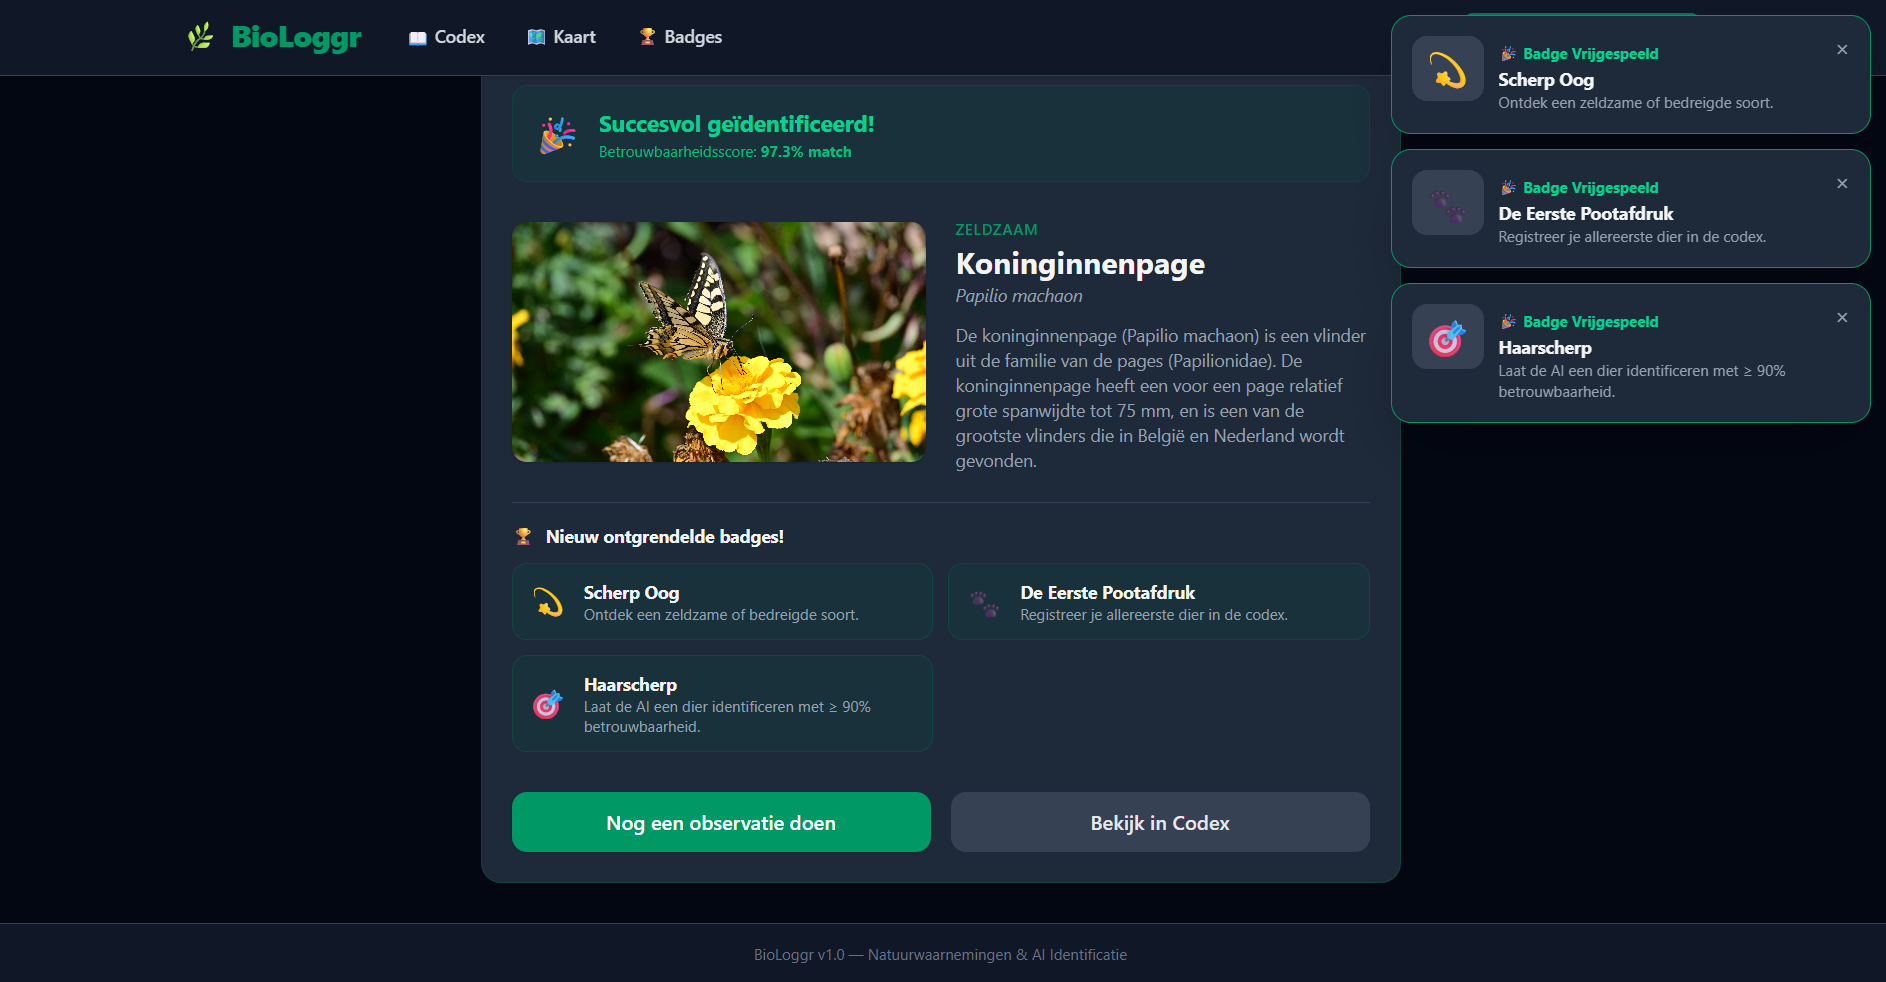 BioLoggr
Codex
Kaart
Badges
Succesvol geïdentificeerd!
Betrouwbaarheidsscore: 97.3% match
ZELDZAAM
Koninginnenpage
Papilio machaon
De koninginnenpage (Papilio machaon) is een vlinder
uit de familie van de pages (Papilionidae). De
koninginnenpage heeft een voor een page relatief
grote spanwijdte tot 75 mm, en is een van de
grootste vlinders die in België en Nederland wordt
gevonden.
Nieuw ontgrendelde badges!
Scherp Oog
Ontdek een zeldzame of bedreigde soort.
De Eerste Pootafdruk
Registreer je allereerste dier in de codex.
Haarscherp
Laat de AI een dier identificeren met ≥ 90%
betrouwbaarheid.
Nog een observatie doen
Bekijk in Codex
Badge Vrijgespeeld
Scherp Oog
Ontdek een zeldzame of bedreigde soort.
Badge Vrijgespeeld
De Eerste Pootafdruk
Registreer je allereerste dier in de codex.
Badge Vrijgespeeld
Haarscherp
Laat de AI een dier identificeren met ≥ 90%
betrouwbaarheid.
BioLoggr v1.0 — Natuurwaarnemingen & AI Identificatie